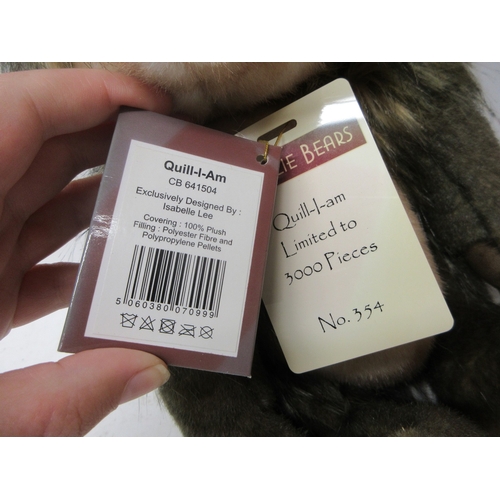 Quill-I-Am
CB 641504
Exclusively Designed By :
Isabelle Lee
Covering : 100% Plush
Filling : Polyester Fibre and
Polypropylene Pellets
5 060380 070999
BEARS
Quill-I-am
Limited to
3000 Pieces
No. 354